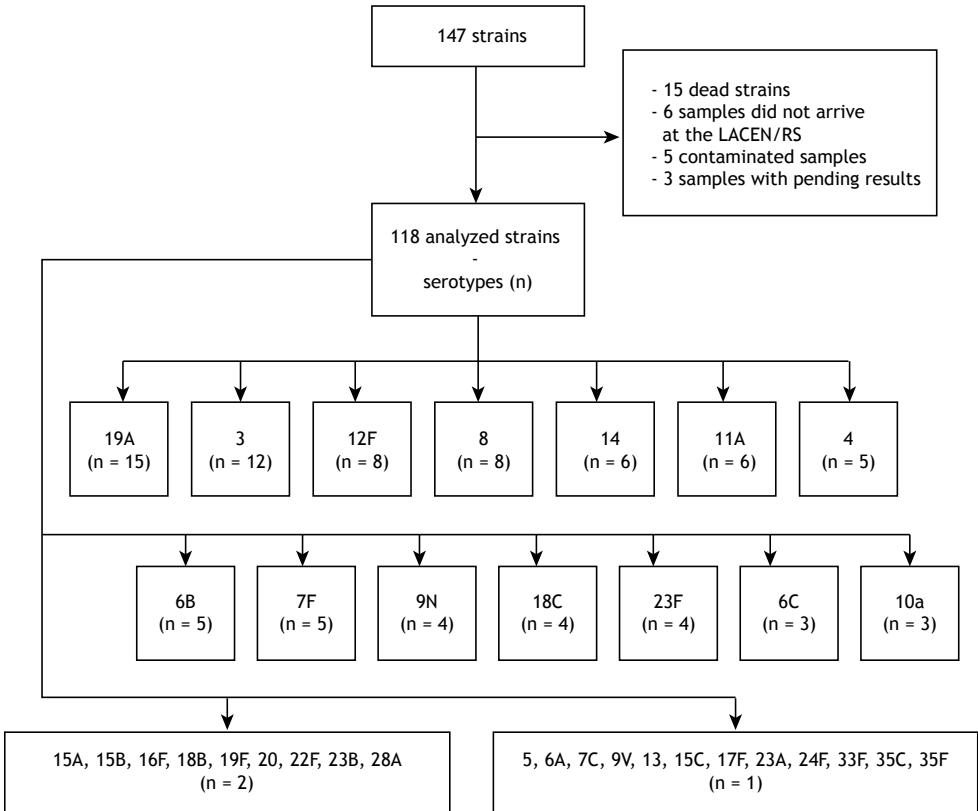 147 strains
- 15 dead strains
- 6 samples did not arrive
at the LACEN/RS
- 5 contaminated samples
- 3 samples with pending results
118 analyzed strains
-
serotypes (n)
19A
(n = 15)
3
(n = 12)
12F
(n = 8)
8
(n = 8)
14
(n = 6)
11A
(n = 6)
4
(n = 5)
6B
(n = 5)
7F
(n = 5)
9N
(n = 4)
18C
(n = 4)
23F
(n = 4)
6C
(n = 3)
10a
(n = 3)
15A, 15B, 16F, 18B, 19F, 20, 22F, 23B, 28A
(n = 2)
5, 6A, 7C, 9V, 13, 15C, 17F, 23A, 24F, 33F, 35C, 35F
(n = 1)